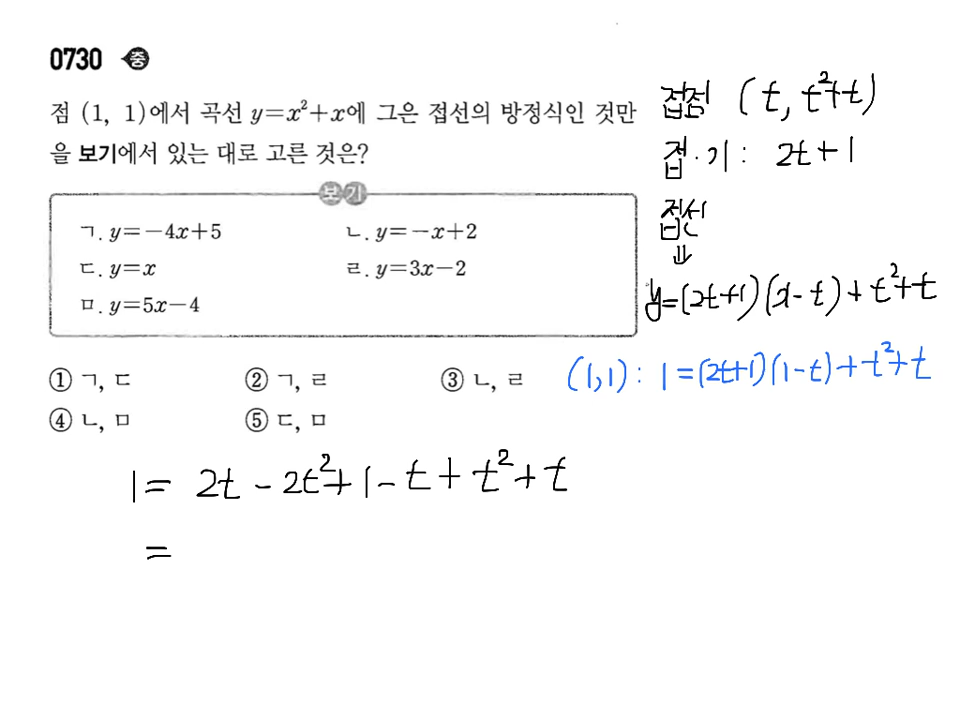 0730 중
점 (1, 1)에서 곡선 y=x²+x에 그은 접선의 방정식인 것만
을 보기에서 있는 대로 고른 것은?
보기
ㄱ. y=−4x+5 ㄴ. y=−x+2
ㄷ. y=x ㄹ. y=3x−2
ㅁ. y=5x−4
① ㄱ, ㄷ ② ㄱ, ㄹ ③ ㄴ, ㄹ
④ ㄴ, ㅁ ⑤ ㄷ, ㅁ
접점 (t, t²+t)
접.기 : 2t+1
접선
⇓
y=(2t+1)(x-t)+t²+t
(1,1) : 1=(2t+1)(1-t)+t²+t
1= 2t-2t²+1-t+t²+t
=